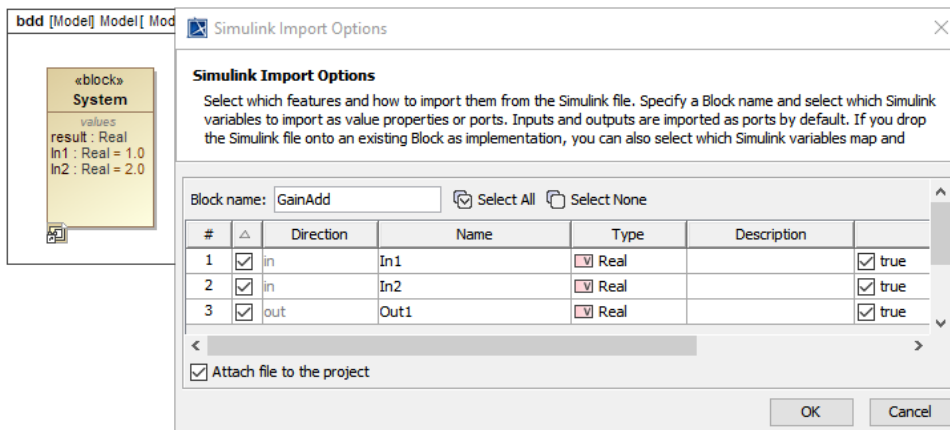 bdd [Model] Model[ Mod
«block»
System
values
result : Real
In1 : Real = 1.0
In2 : Real = 2.0
Simulink Import Options
Simulink Import Options
Select which features and how to import them from the Simulink file. Specify a Block name and select which Simulink
variables to import as value properties or ports. Inputs and outputs are imported as ports by default. If you drop
the Simulink file onto an existing Block as implementation, you can also select which Simulink variables map and
Block name: GainAdd Select All Select None
# Direction Name Type Description
1 in In1 V Real true
2 in In2 V Real true
3 out Out1 V Real true
Attach file to the project
OK Cancel